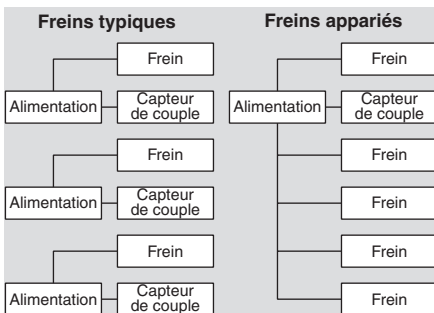 Freins typiques
Frein
Alimentation
Capteur
de couple
Frein
Alimentation
Capteur
de couple
Frein
Alimentation
Capteur
de couple
Freins appariés
Frein
Alimentation
Capteur
de couple
Frein
Frein
Frein
Frein